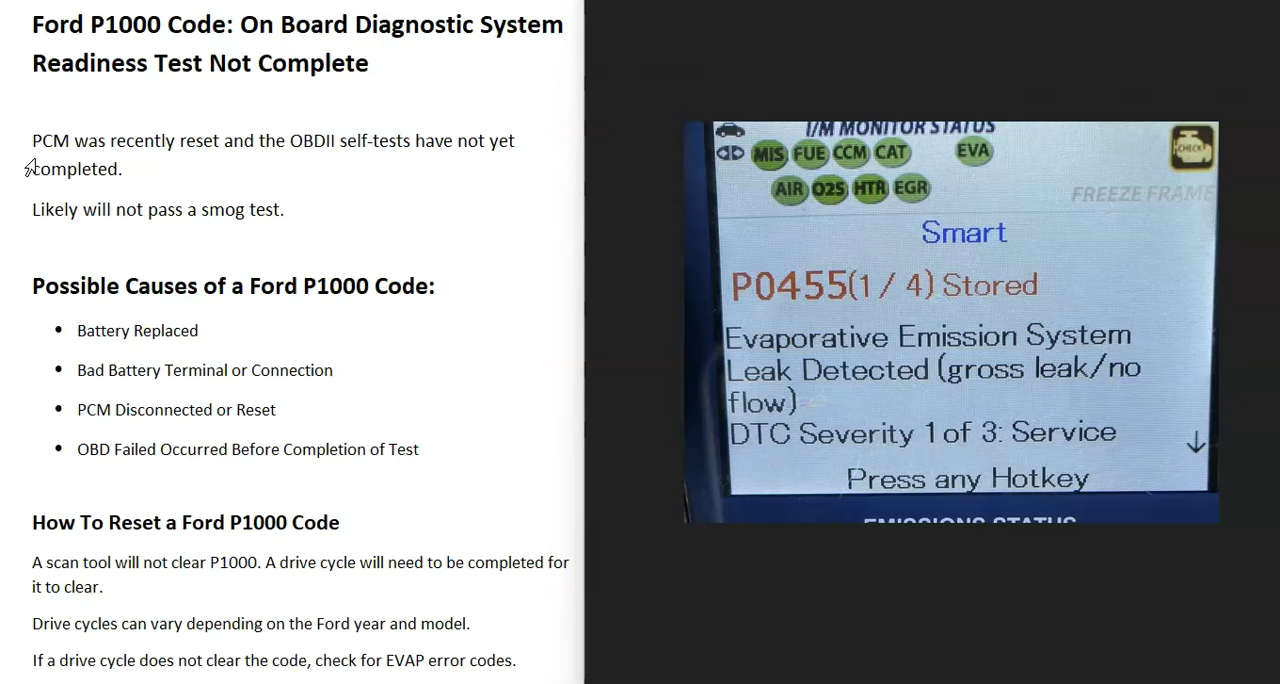 Ford P1000 Code: On Board Diagnostic System
Readiness Test Not Complete
PCM was recently reset and the OBDII self-tests have not yet
completed.
Likely will not pass a smog test.
Possible Causes of a Ford P1000 Code:
• Battery Replaced
• Bad Battery Terminal or Connection
• PCM Disconnected or Reset
• OBD Failed Occurred Before Completion of Test
How To Reset a Ford P1000 Code
A scan tool will not clear P1000. A drive cycle will need to be completed for
it to clear.
Drive cycles can vary depending on the Ford year and model.
If a drive cycle does not clear the code, check for EVAP error codes.
I/M MONITOR STATUS
MIS FUE CCM CAT EVA
CHECK
AIR O2S HTR EGR
FREEZE FRAME
Smart
P0455(1 / 4) Stored
Evaporative Emission System
Leak Detected (gross leak/no
flow)
DTC Severity 1 of 3: Service
Press any Hotkey
EMISSIONS STATUS